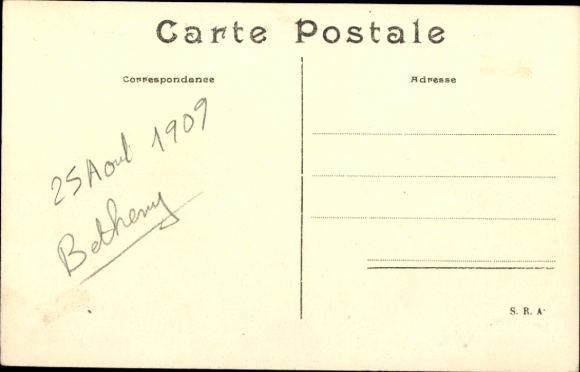 Carte Postale
Correspondance
Adresse
25 Aout 1909
Betheny
S. R. A.